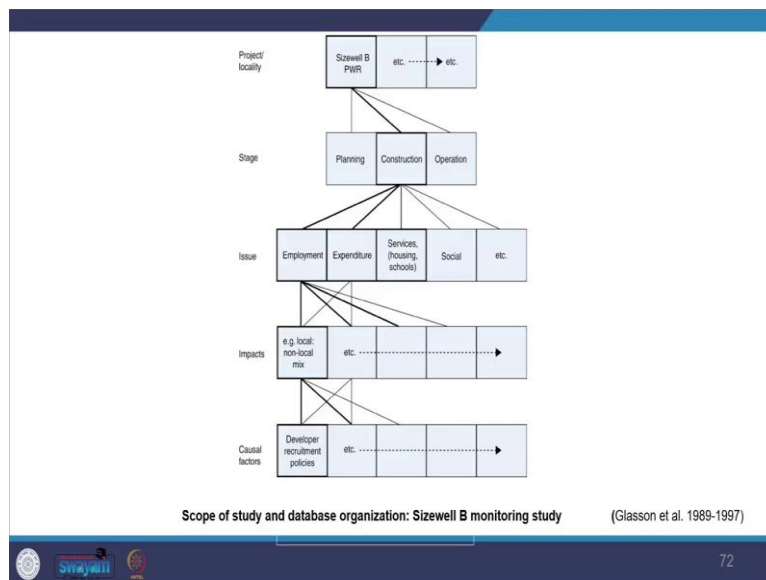 Project/
locality
Sizewell B
PWR
etc.
etc.
Stage
Planning
Construction
Operation
Issue
Employment
Expenditure
Services,
(housing,
schools)
Social
etc.
Impacts
e.g. local:
non-local
mix
etc.
Causal
factors
Developer
recruitment
policies
etc.
Scope of study and database organization: Sizewell B monitoring study (Glasson et al. 1989-1997)
swayam
72